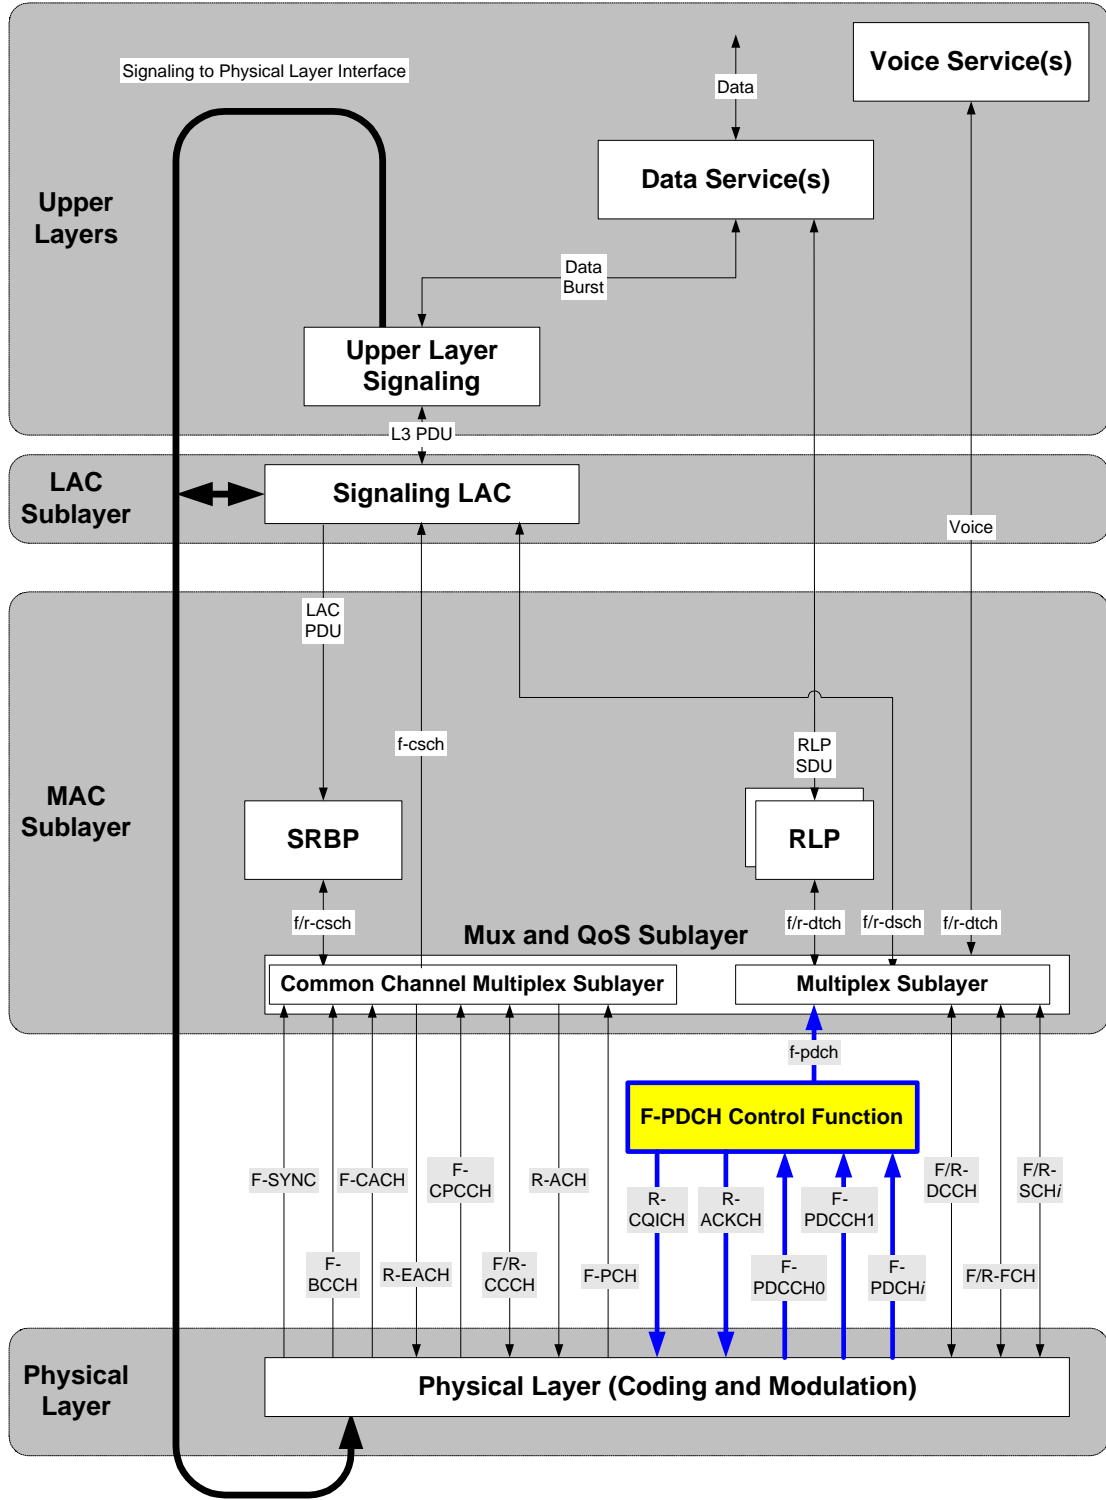 Signaling to Physical Layer Interface
Voice Service(s)
Data
Data Service(s)
Upper
Layers
Data
Burst
Upper Layer
Signaling
L3 PDU
LAC
Sublayer
Signaling LAC
Voice
LAC
PDU
f-csch
RLP
SDU
MAC
Sublayer
SRBP
RLP
f/r-csch
f/r-dtch
f/r-dsch
f/r-dtch
Mux and QoS Sublayer
Common Channel Multiplex Sublayer
Multiplex Sublayer
f-pdch
F-PDCH Control Function
F-SYNC
F-CACH
F-
CPCCH
R-ACH
R-
CQICH
R-
ACKCH
F-
PDCCH1
F/R-
DCCH
F/R-
SCHi
F-
BCCH
R-EACH
F/R-
CCCH
F-PCH
F-
PDCCH0
F-
PDCHi
F/R-FCH
Physical
Layer
Physical Layer (Coding and Modulation)